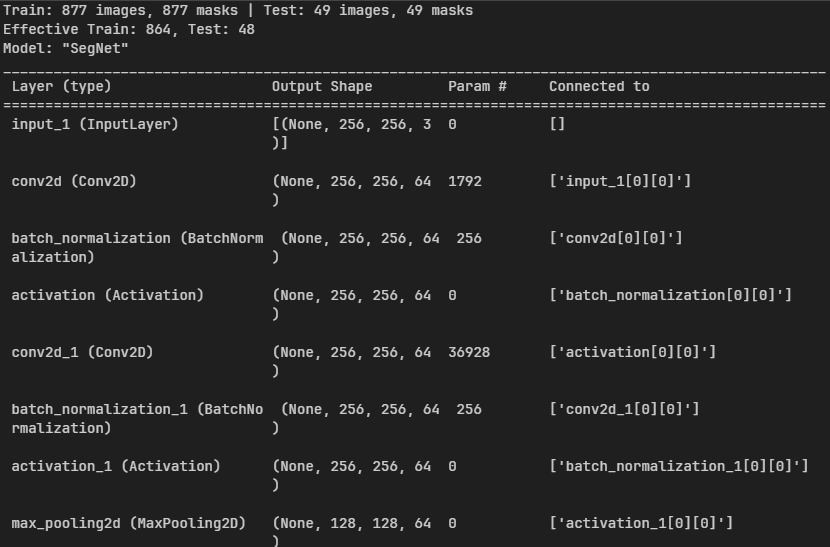 Train: 877 images, 877 masks | Test: 49 images, 49 masks
Effective Train: 864, Test: 48
Model: "SegNet"
__________________________________________________________________________________________________
 Layer (type)                   Output Shape         Param #     Connected to
==================================================================================================
 input_1 (InputLayer)           [(None, 256, 256, 3  0           []
                                )]
 conv2d (Conv2D)                (None, 256, 256, 64  1792        ['input_1[0][0]']
                                )
 batch_normalization (BatchNorm  (None, 256, 256, 64  256        ['conv2d[0][0]']
 alization)                     )
 activation (Activation)        (None, 256, 256, 64  0           ['batch_normalization[0][0]']
                                )
 conv2d_1 (Conv2D)              (None, 256, 256, 64  36928       ['activation[0][0]']
                                )
 batch_normalization_1 (BatchNo  (None, 256, 256, 64  256        ['conv2d_1[0][0]']
 rmalization)                   )
 activation_1 (Activation)      (None, 256, 256, 64  0           ['batch_normalization_1[0][0]']
                                )
 max_pooling2d (MaxPooling2D)   (None, 128, 128, 64  0           ['activation_1[0][0]']
                                )